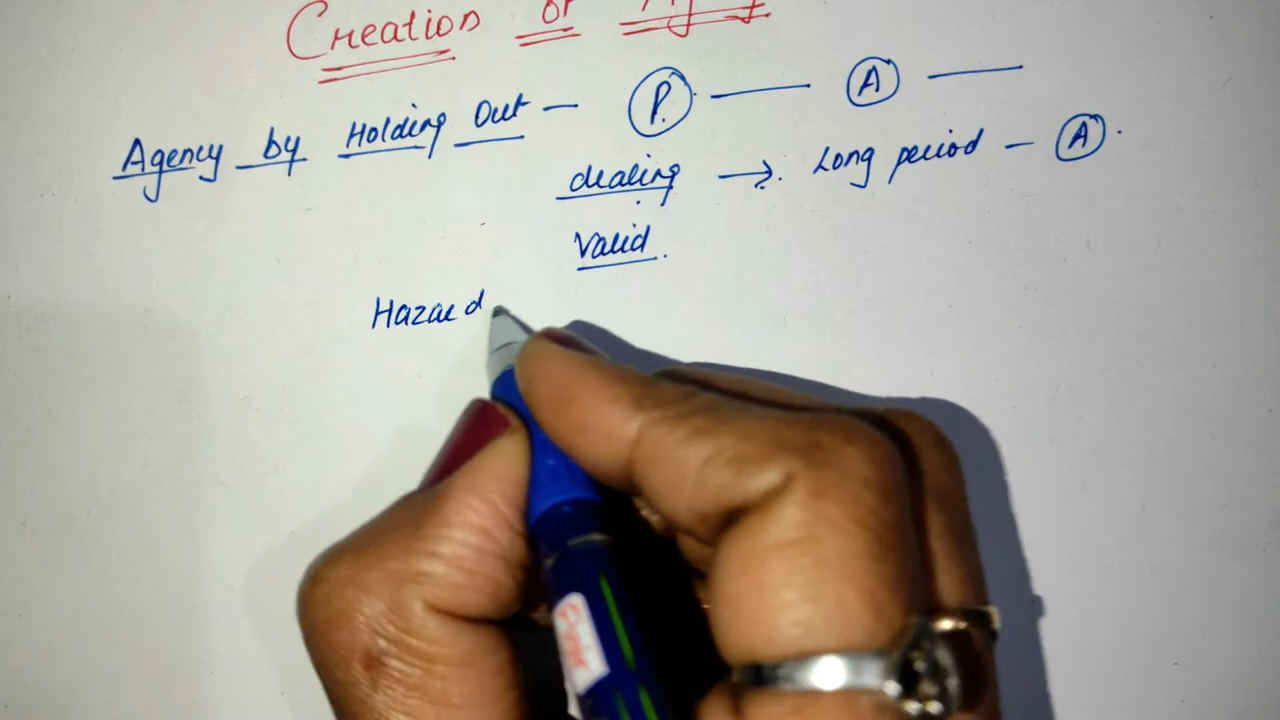 Creation of
Agency by Holding Out — P. — A —
dealing → Long period — A.
Valid.
Hazard